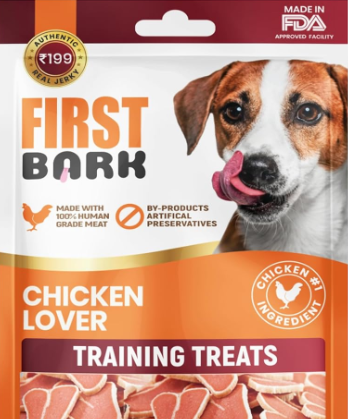 MADE IN
FDA
APPROVED FACILITY
AUTHENTIC
₹199
REAL JERKY
FIRST
BARK
MADE WITH
100% HUMAN
GRADE MEAT
BY-PRODUCTS
ARTIFICAL
PRESERVATIVES
CHICKEN
LOVER
CHICKEN #1
INGREDIENT
TRAINING TREATS